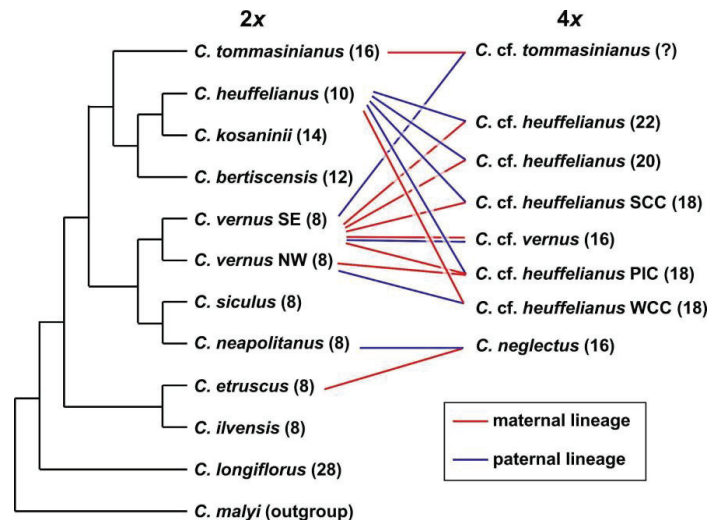 2x
4x
C. tommasinianus (16)
C. heuffelianus (10)
C. kosaninii (14)
C. bertiscensis (12)
C. vernus SE (8)
C. vernus NW (8)
C. siculus (8)
C. neapolitanus (8)
C. etruscus (8)
C. ilvensis (8)
C. longiflorus (28)
C. malyi (outgroup)
C. cf. tommasinianus (?)
C. cf. heuffelianus (22)
C. cf. heuffelianus (20)
C. cf. heuffelianus SCC (18)
C. cf. vernus (16)
C. cf. heuffelianus PIC (18)
C. cf. heuffelianus WCC (18)
C. neglectus (16)
maternal lineage
paternal lineage